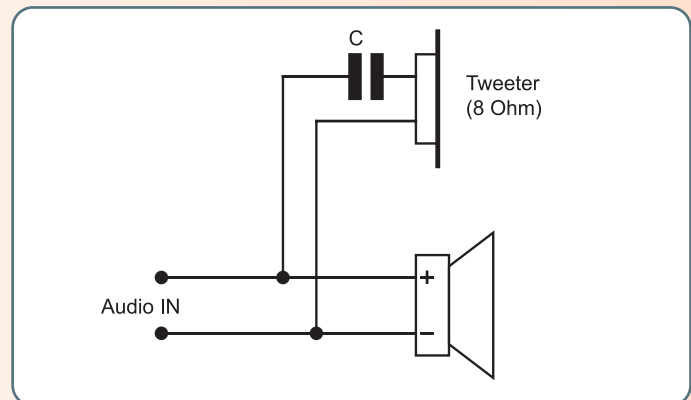 C
Tweeter
(8 Ohm)
+
Audio IN
−